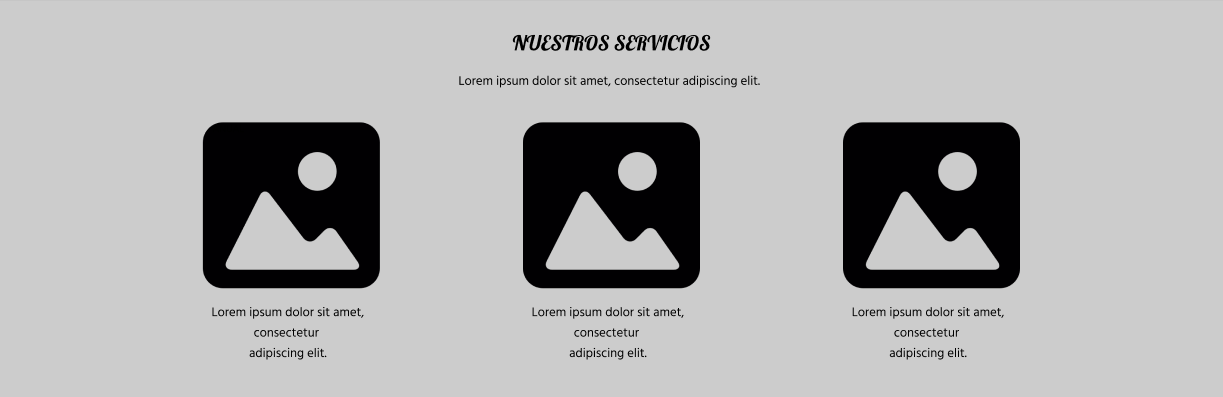 NUESTROS SERVICIOS
Lorem ipsum dolor sit amet, consectetur adipiscing elit.
Lorem ipsum dolor sit amet,
consectetur
adipiscing elit.
Lorem ipsum dolor sit amet,
consectetur
adipiscing elit.
Lorem ipsum dolor sit amet,
consectetur
adipiscing elit.